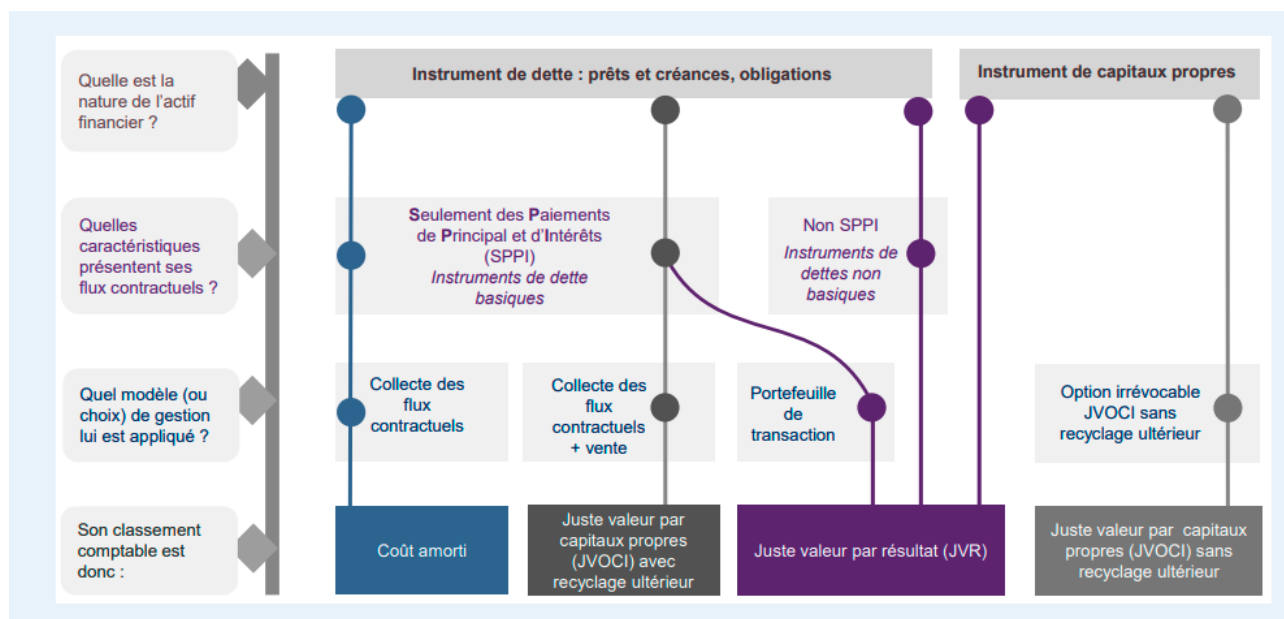 Quelle est la
nature de l'actif
financier ?
Instrument de dette : prêts et créances, obligations
Instrument de capitaux propres
Quelles
caractéristiques
présentent ses
flux contractuels ?
Seulement des Paiements
de Principal et d'Intérêts
(SPPI)
Instruments de dette
basiques
Non SPPI
Instruments de
dettes non
basiques
Quel modèle (ou
choix) de gestion
lui est appliqué ?
Collecte des
flux
contractuels
Collecte des
flux
contractuels
+ vente
Portefeuille
de
transaction
Option irrévocable
JVOCI sans
recyclage ultérieur
Son classement
comptable est
donc :
Coût amorti
Juste valeur par
capitaux propres
(JVOCI) avec
recyclage ultérieur
Juste valeur par résultat (JVR)
Juste valeur par capitaux
propres (JVOCI) sans
recyclage ultérieur